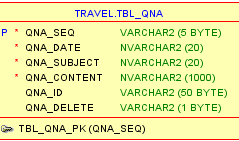 TRAVEL.TBL_QNA
P * QNA_SEQ VARCHAR2 (5 BYTE)
* QNA_DATE NVARCHAR2 (20)
* QNA_SUBJECT NVARCHAR2 (20)
* QNA_CONTENT NVARCHAR2 (1000)
QNA_ID VARCHAR2 (50 BYTE)
QNA_DELETE VARCHAR2 (1 BYTE)
TBL_QNA_PK (QNA_SEQ)